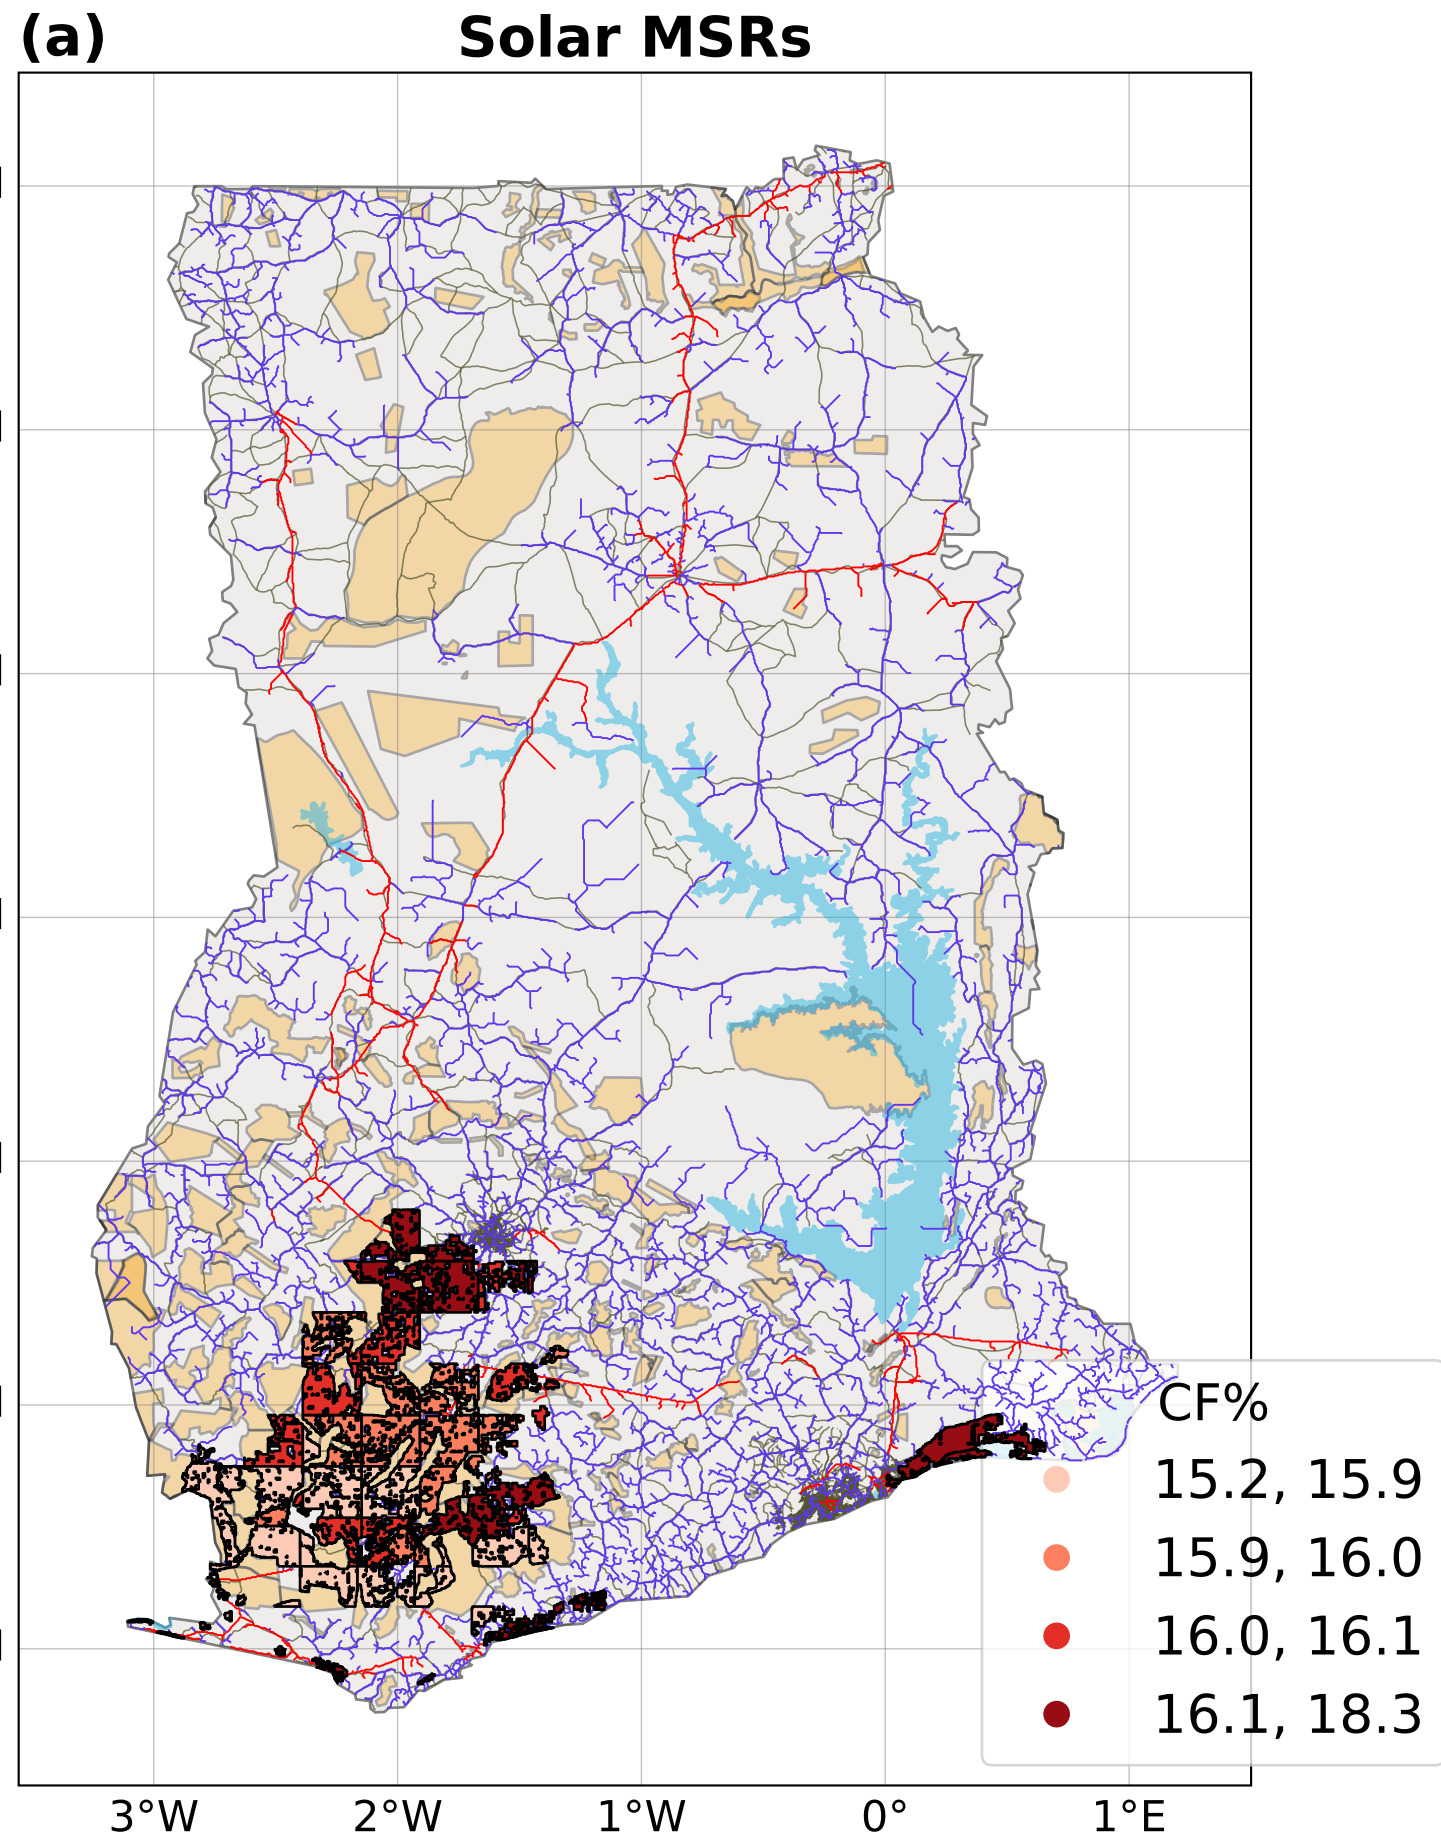 (a)
Solar MSRs
CF%
15.2, 15.9
15.9, 16.0
16.0, 16.1
16.1, 18.3
3°W 2°W 1°W 0° 1°E